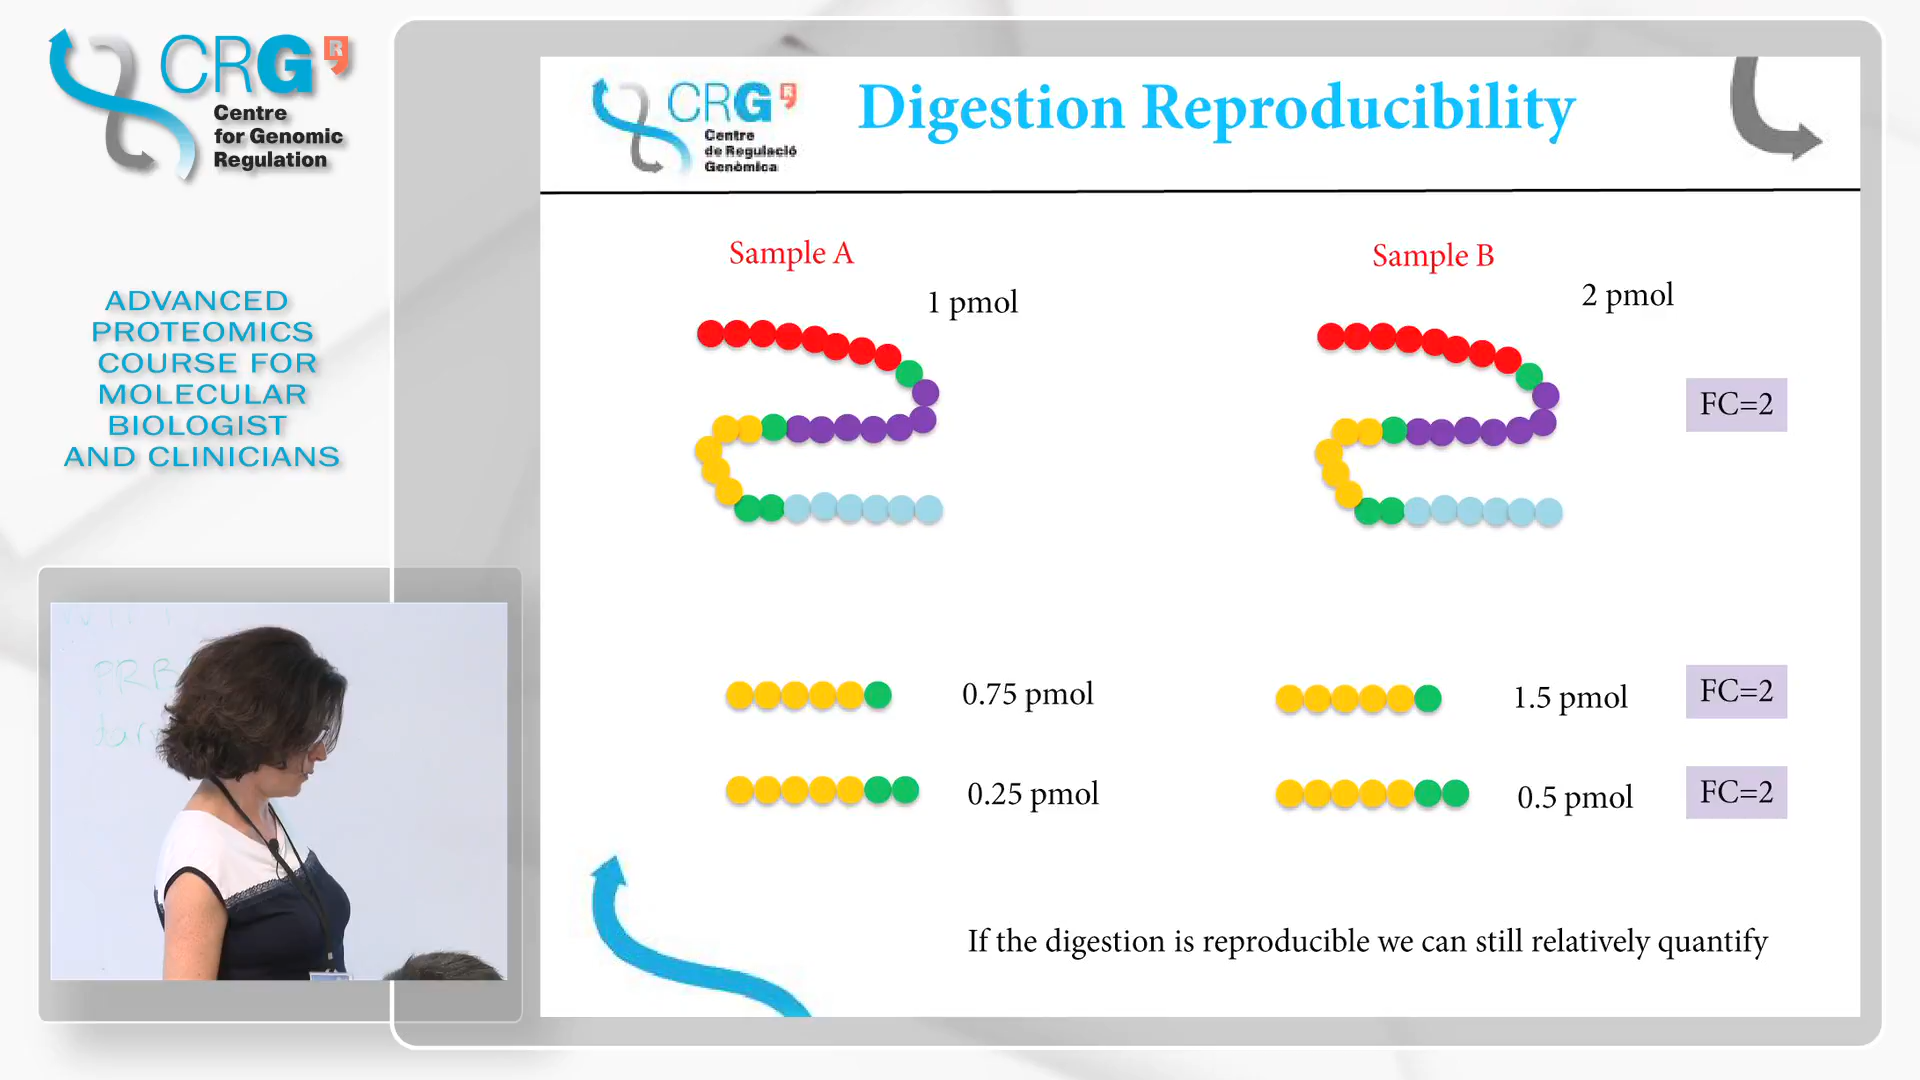 CRG
Centre
for Genomic
Regulation
ADVANCED
PROTEOMICS
COURSE FOR
MOLECULAR
BIOLOGIST
AND CLINICIANS
CRG
Centre
de Regulació
Genòmica
Digestion Reproducibility
Sample A
Sample B
1 pmol
2 pmol
FC=2
0.75 pmol
1.5 pmol
FC=2
0.25 pmol
0.5 pmol
FC=2
If the digestion is reproducible we can still relatively quantify